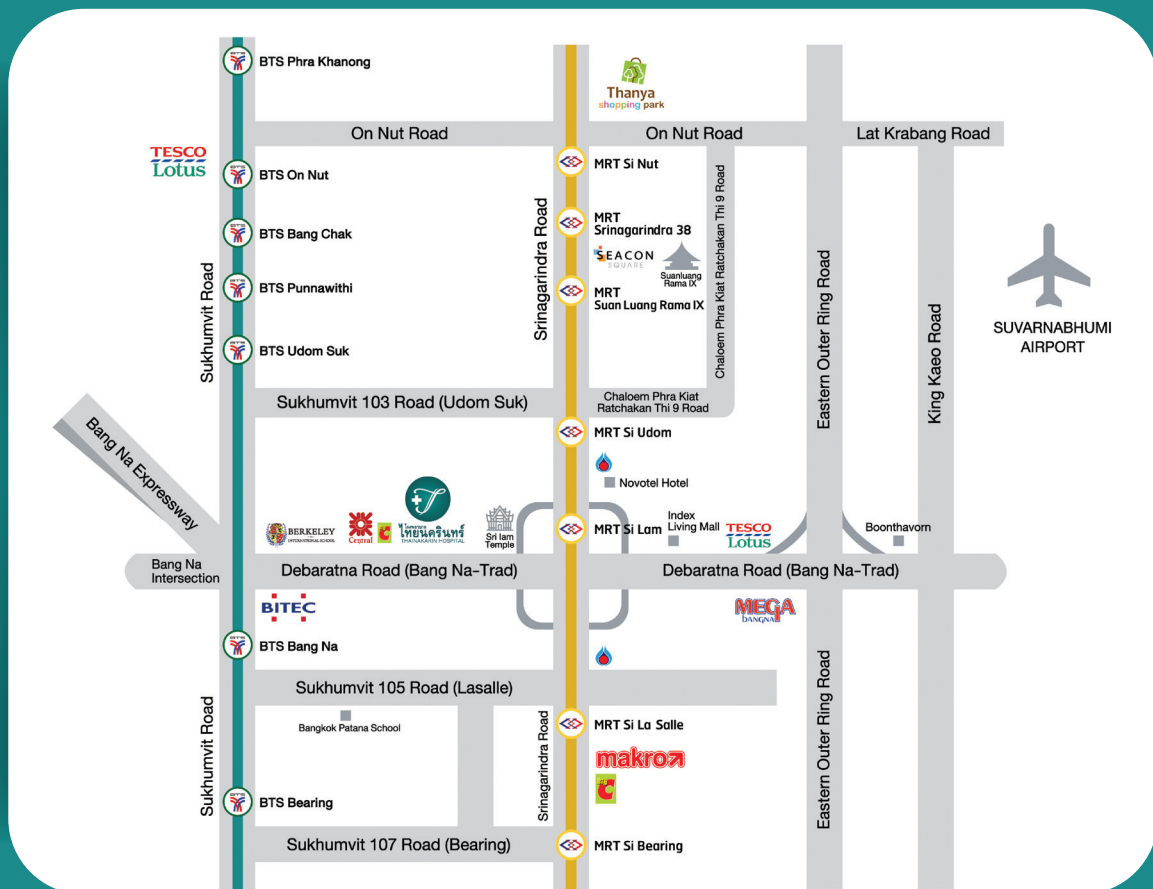 BTS Phra Khanong
Thanya
shopping park
On Nut Road
On Nut Road
Lat Krabang Road
TESCO
Lotus
BTS On Nut
MRT Si Nut
BTS Bang Chak
MRT
Srinagarindra 38
SEACON
SQUARE
Suanluang
Rama IX
BTS Punnawithi
MRT
Suan Luang Rama IX
BTS Udom Suk
Sukhumvit Road
Srinagarindra Road
Chaloem Phra Kiat Ratchakan Thi 9 Road
Eastern Outer Ring Road
King Kaeo Road
SUVARNABHUMI
AIRPORT
Sukhumvit 103 Road (Udom Suk)
Chaloem Phra Kiat
Ratchakan Thi 9 Road
MRT Si Udom
Bang Na Expressway
Novotel Hotel
BERKELEY
INTERNATIONAL SCHOOL
Central
ไทยนครินทร์
THAINAKARIN HOSPITAL
Sri Iam
Temple
MRT Si Lam
Index
Living Mall
TESCO
Lotus
Boonthavorn
Bang Na
Intersection
Debaratna Road (Bang Na-Trad)
Debaratna Road (Bang Na-Trad)
BITEC
MEGA
BANGNA
BTS Bang Na
Sukhumvit 105 Road (Lasalle)
Bangkok Patana School
MRT Si La Salle
makro
Sukhumvit Road
Srinagarindra Road
Eastern Outer Ring Road
BTS Bearing
Sukhumvit 107 Road (Bearing)
MRT Si Bearing